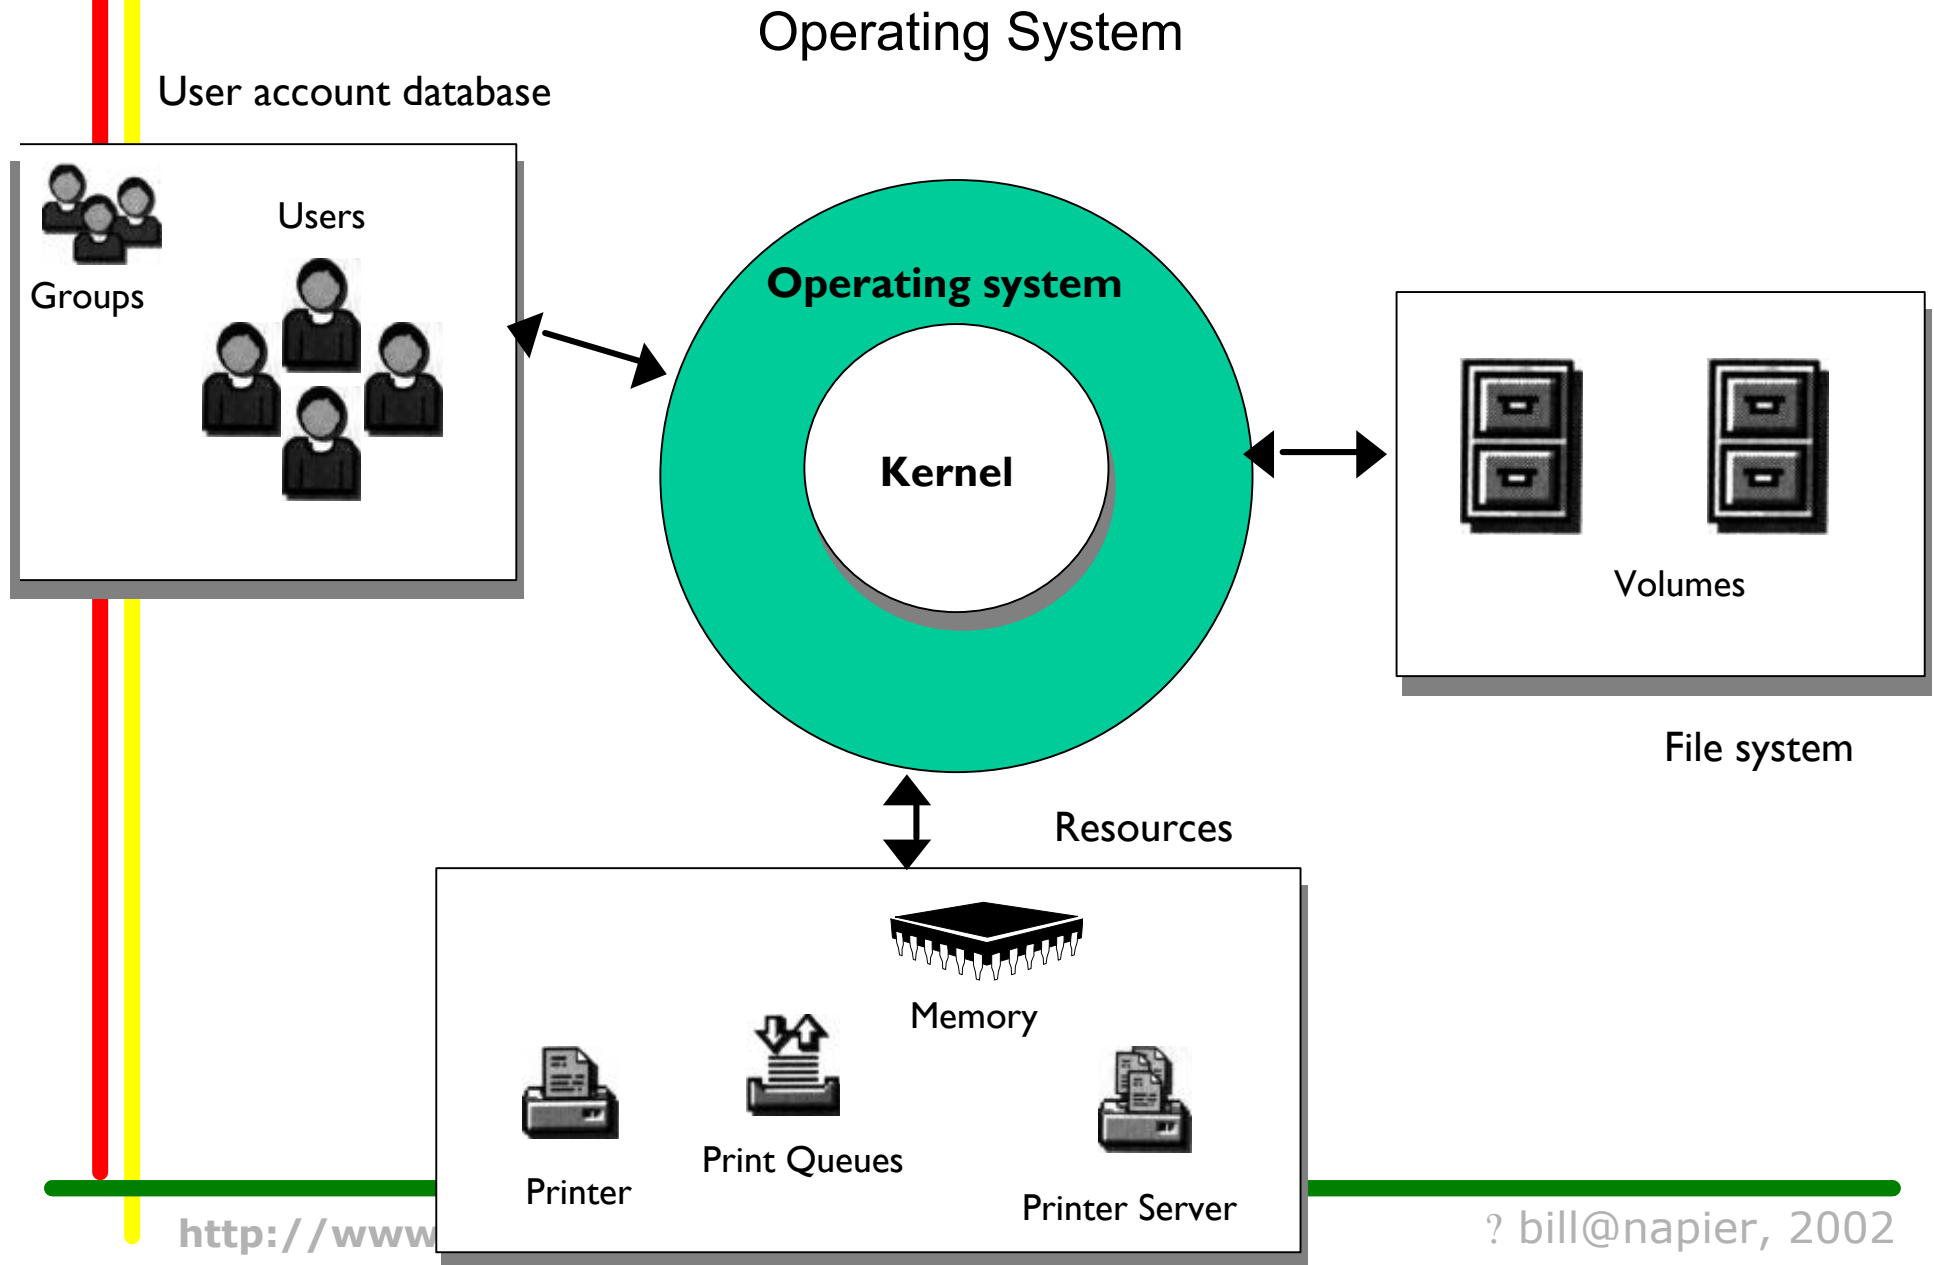 Operating System
User account database
Users
Groups
Operating system
Kernel
Volumes
File system
Resources
Memory
Print Queues
Printer
Printer Server
http://www
? bill@napier, 2002